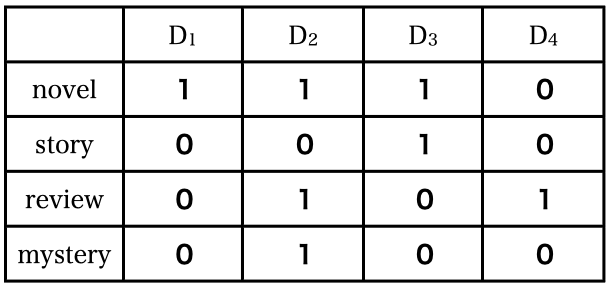 D₁ D₂ D₃ D₄
novel 1 1 1 0
story 0 0 1 0
review 0 1 0 1
mystery 0 1 0 0